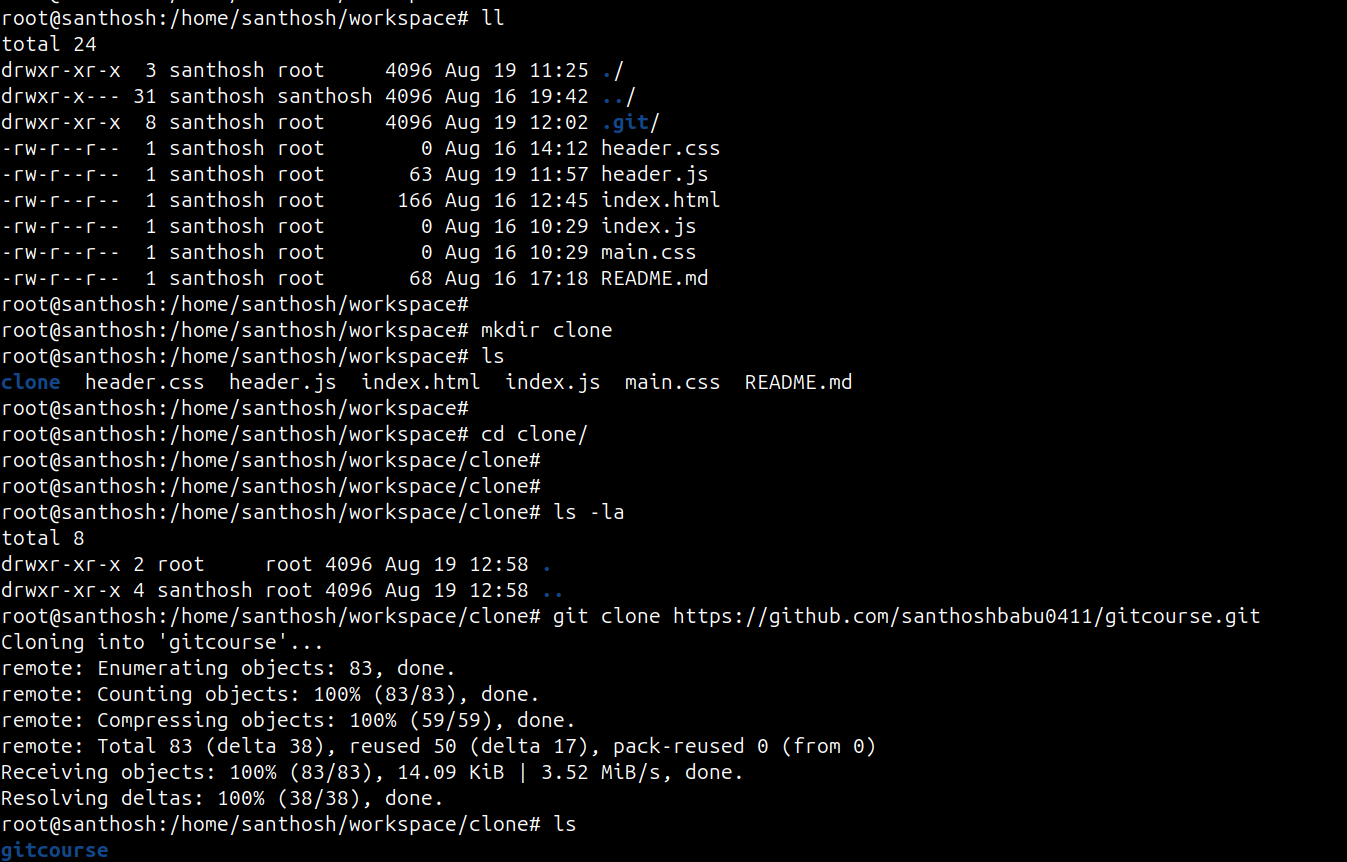 root@santhosh:/home/santhosh/workspace# ll
total 24
drwxr-xr-x  3 santhosh root     4096 Aug 19 11:25 ./
drwxr-x--- 31 santhosh santhosh 4096 Aug 16 19:42 ../
drwxr-xr-x  8 santhosh root     4096 Aug 19 12:02 .git/
-rw-r--r--  1 santhosh root        0 Aug 16 14:12 header.css
-rw-r--r--  1 santhosh root       63 Aug 19 11:57 header.js
-rw-r--r--  1 santhosh root      166 Aug 16 12:45 index.html
-rw-r--r--  1 santhosh root        0 Aug 16 10:29 index.js
-rw-r--r--  1 santhosh root        0 Aug 16 10:29 main.css
-rw-r--r--  1 santhosh root       68 Aug 16 17:18 README.md
root@santhosh:/home/santhosh/workspace#
root@santhosh:/home/santhosh/workspace# mkdir clone
root@santhosh:/home/santhosh/workspace# ls
clone  header.css  header.js  index.html  index.js  main.css  README.md
root@santhosh:/home/santhosh/workspace#
root@santhosh:/home/santhosh/workspace# cd clone/
root@santhosh:/home/santhosh/workspace/clone#
root@santhosh:/home/santhosh/workspace/clone#
root@santhosh:/home/santhosh/workspace/clone# ls -la
total 8
drwxr-xr-x 2 root     root 4096 Aug 19 12:58 .
drwxr-xr-x 4 santhosh root 4096 Aug 19 12:58 ..
root@santhosh:/home/santhosh/workspace/clone# git clone https://github.com/santhoshbabu0411/gitcourse.git
Cloning into 'gitcourse'...
remote: Enumerating objects: 83, done.
remote: Counting objects: 100% (83/83), done.
remote: Compressing objects: 100% (59/59), done.
remote: Total 83 (delta 38), reused 50 (delta 17), pack-reused 0 (from 0)
Receiving objects: 100% (83/83), 14.09 KiB | 3.52 MiB/s, done.
Resolving deltas: 100% (38/38), done.
root@santhosh:/home/santhosh/workspace/clone# ls
gitcourse